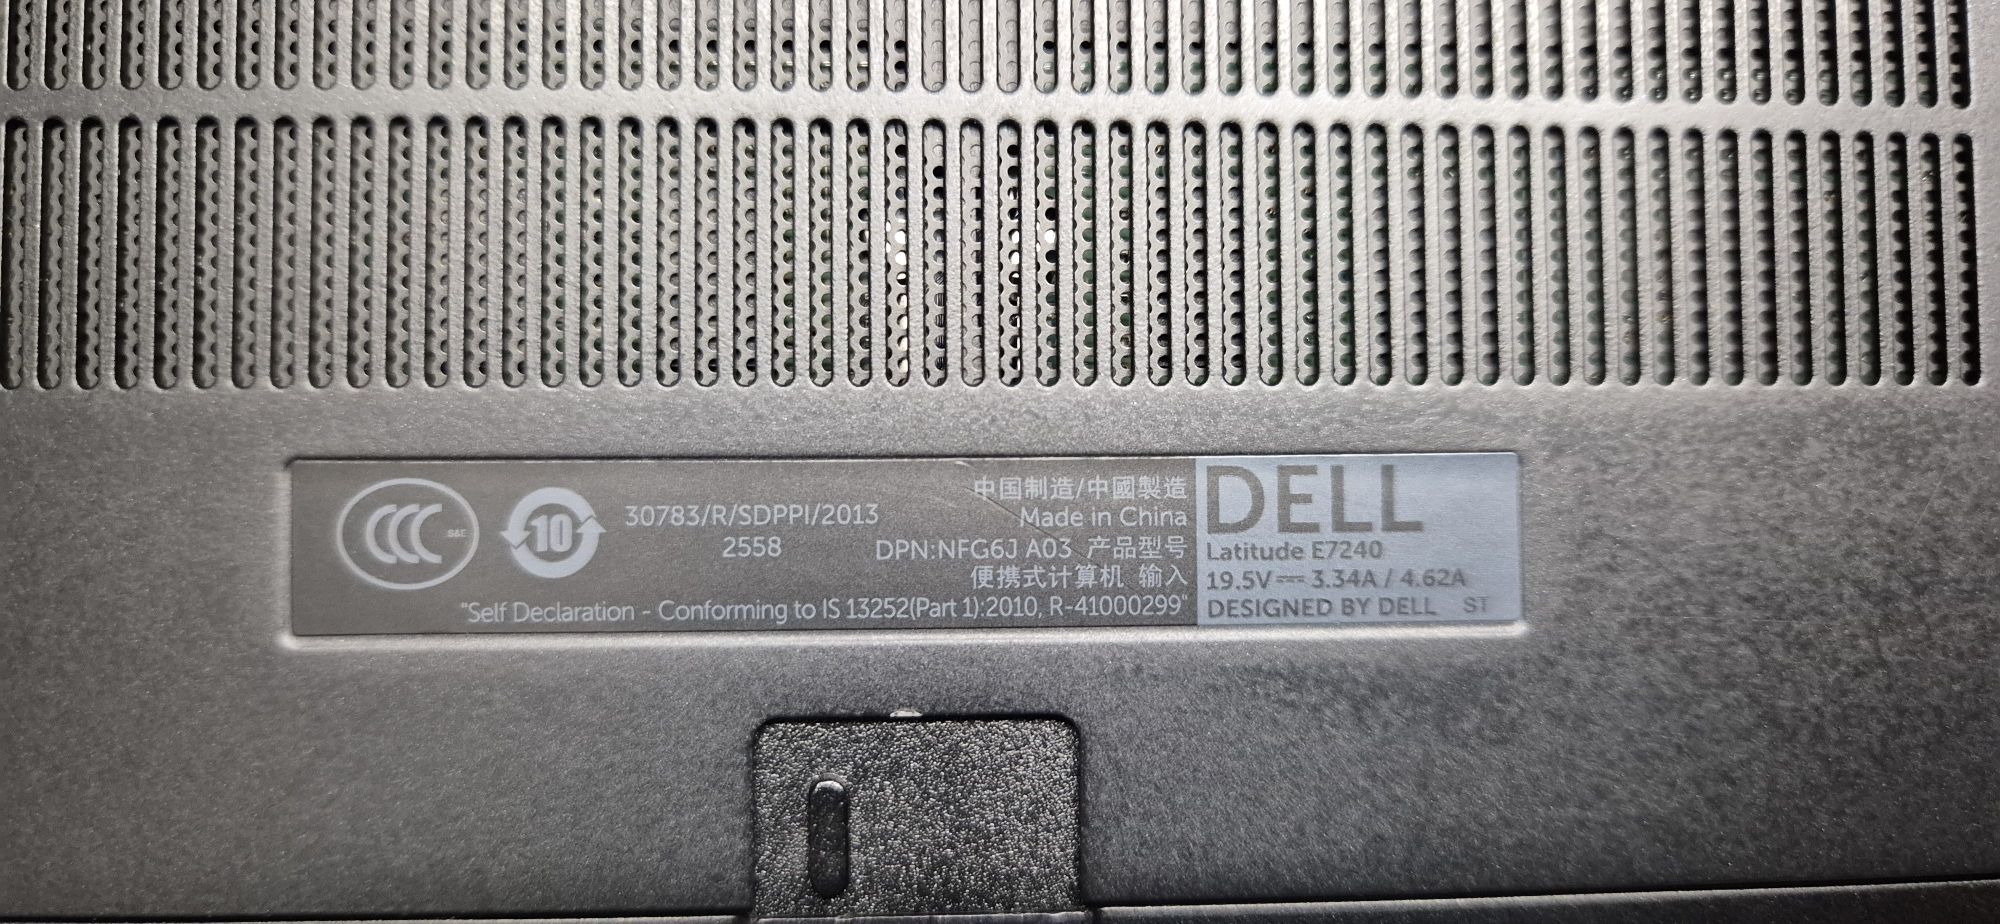 CCC S&E
10
30783/R/SDPPI/2013
2558
中国制造/中國製造
Made in China
DPN:NFG6J A03 产品型号
便携式计算机 输入
"Self Declaration - Conforming to IS 13252(Part 1):2010, R-41000299"
DELL
Latitude E7240
19.5V⎓3.34A / 4.62A
DESIGNED BY DELL ST